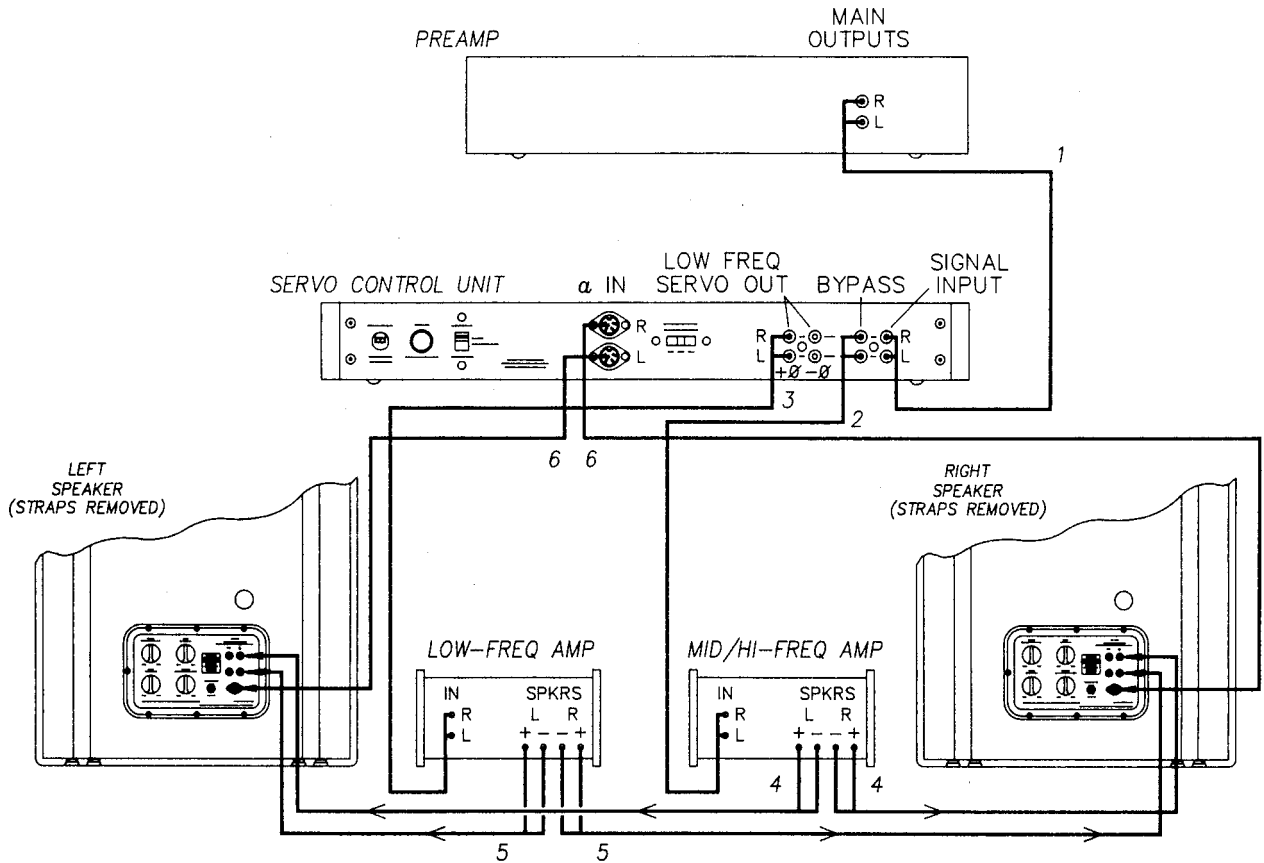 MAIN
OUTPUTS
PREAMP
R
L
1
SERVO CONTROL UNIT
a IN
LOW FREQ
SERVO OUT
BYPASS
SIGNAL
INPUT
R
L
R
L
R
L
+Ø -Ø
3
2
6 6
LEFT
SPEAKER
(STRAPS REMOVED)
RIGHT
SPEAKER
(STRAPS REMOVED)
LOW-FREQ AMP
IN
R
L
SPKRS
L R
+ - - +
MID/HI-FREQ AMP
IN
R
L
SPKRS
L R
+ - - +
4 4
5 5